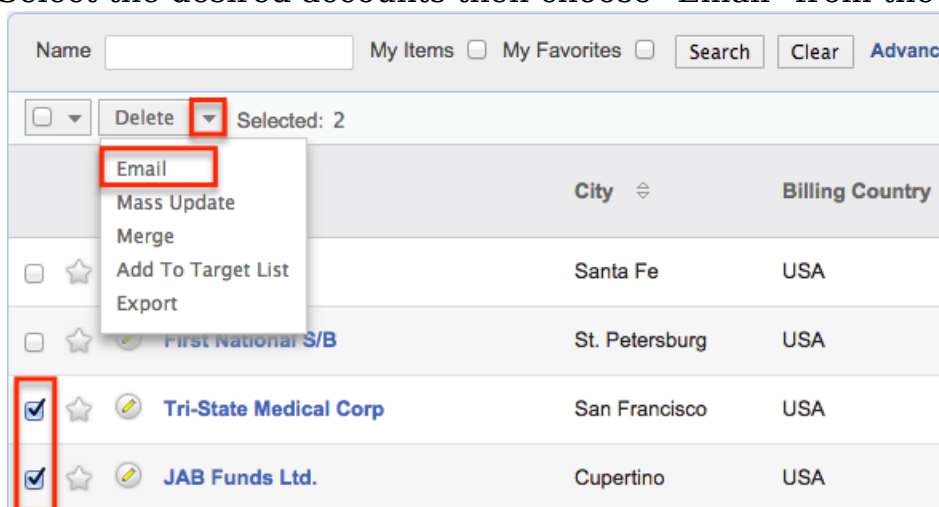 Select the desired accounts then choose "Email" from the
Name My Items My Favorites Search Clear Advanc
Delete Selected: 2
Email
Mass Update
Merge
Add To Target List
Export
City Billing Country
Santa Fe USA
First National S/B St. Petersburg USA
Tri-State Medical Corp San Francisco USA
JAB Funds Ltd. Cupertino USA